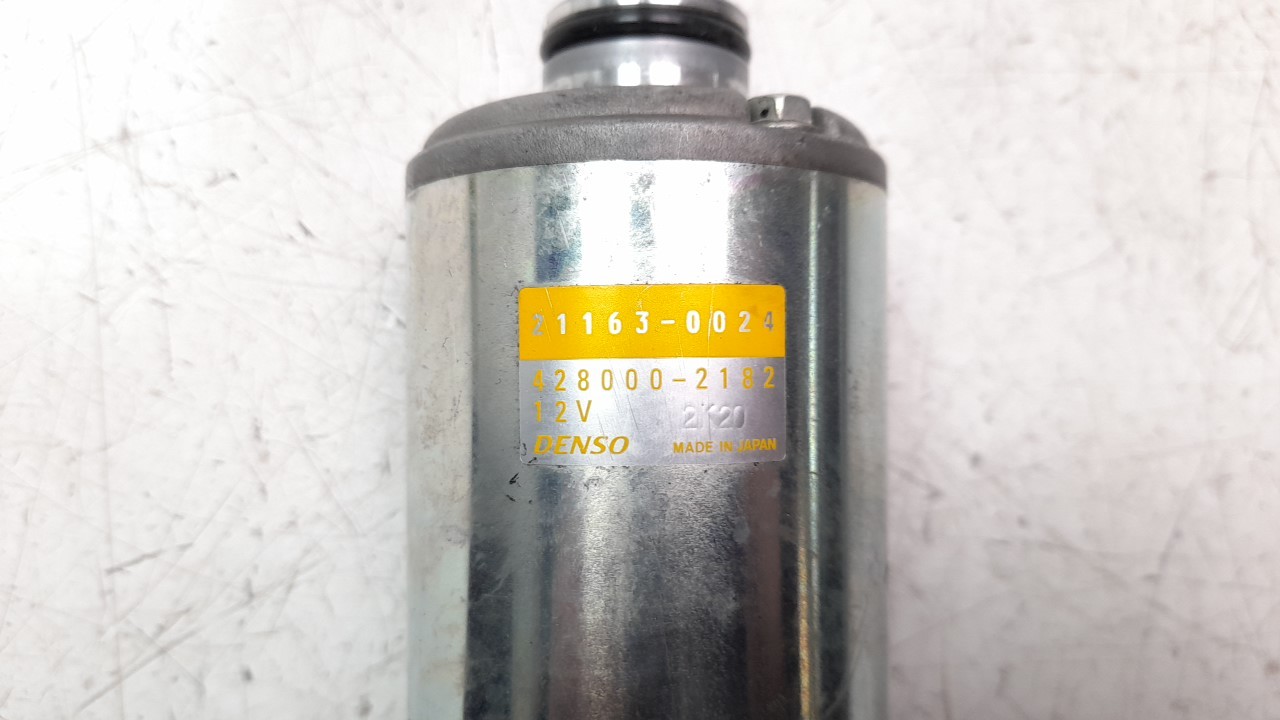 21163-0024
428000-2182
12V 2K20
DENSO MADE IN JAPAN